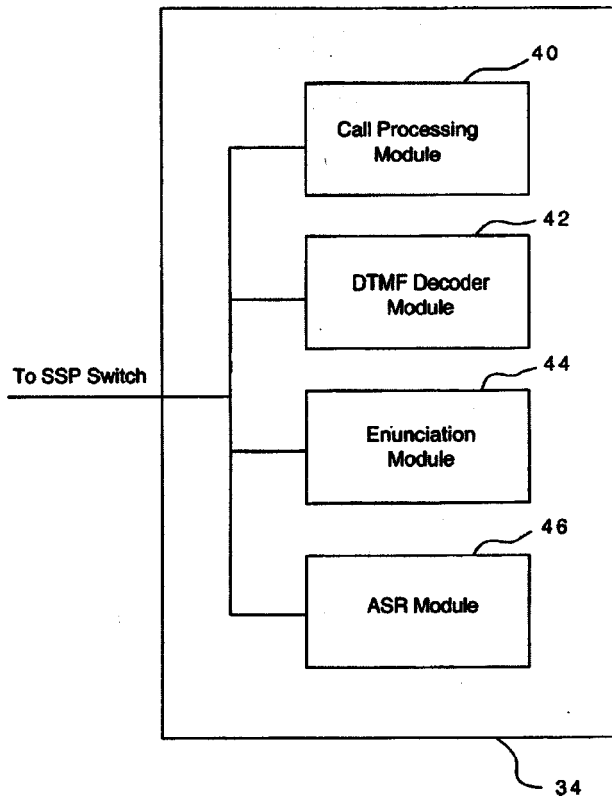 40
Call Processing
Module
42
DTMF Decoder
Module
To SSP Switch
44
Enunciation
Module
46
ASR Module
34